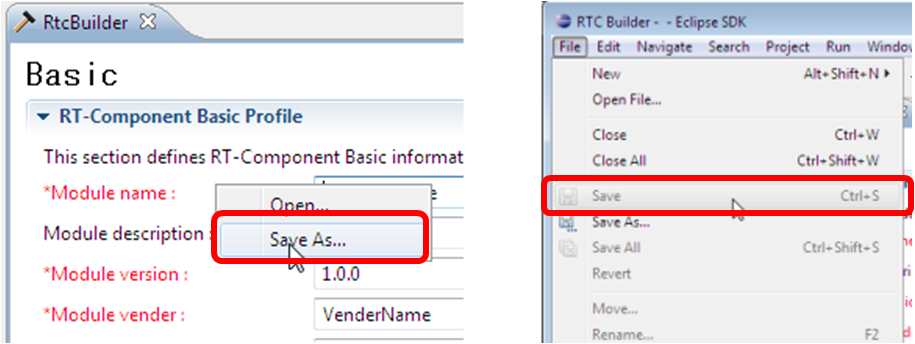 RtcBuilder
Basic
RT-Component Basic Profile
This section defines RT-Component Basic informat
*Module name :
Open...
Module description :
Save As...
*Module version : 1.0.0
*Module vender : VenderName
RTC Builder - - Eclipse SDK
File Edit Navigate Search Project Run Window
New Alt+Shift+N
Open File...
Close Ctrl+W
Close All Ctrl+Shift+W
Save Ctrl+S
Save As...
Save All Ctrl+Shift+S
Revert
Move...
Rename... F2